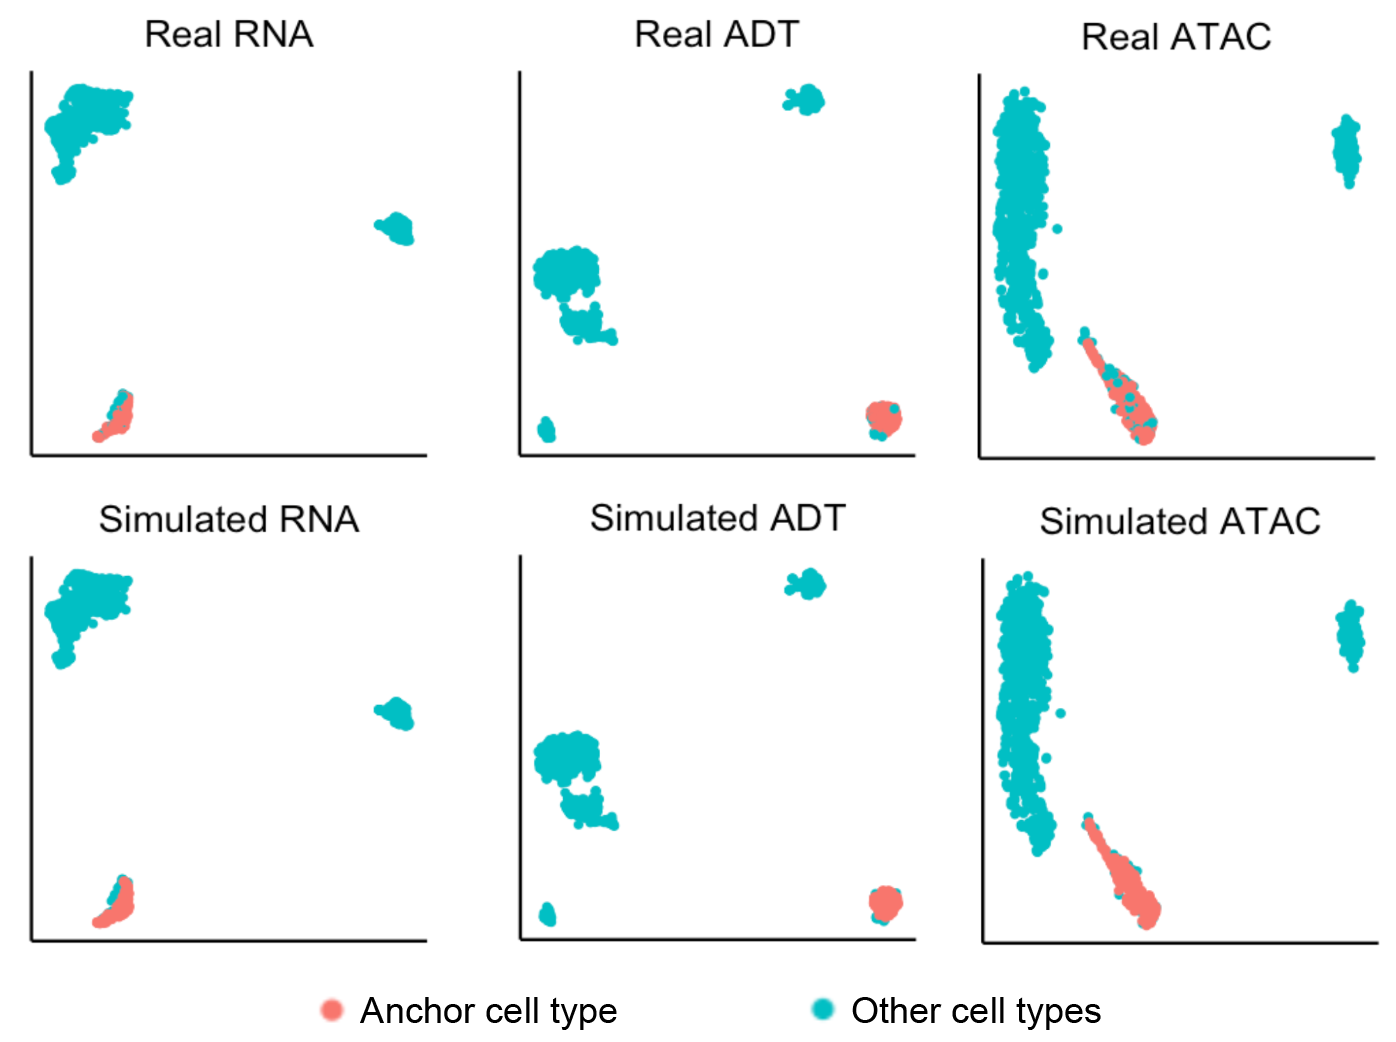 Real RNA
Real ADT
Real ATAC
Simulated RNA
Simulated ADT
Simulated ATAC
Anchor cell type
Other cell types